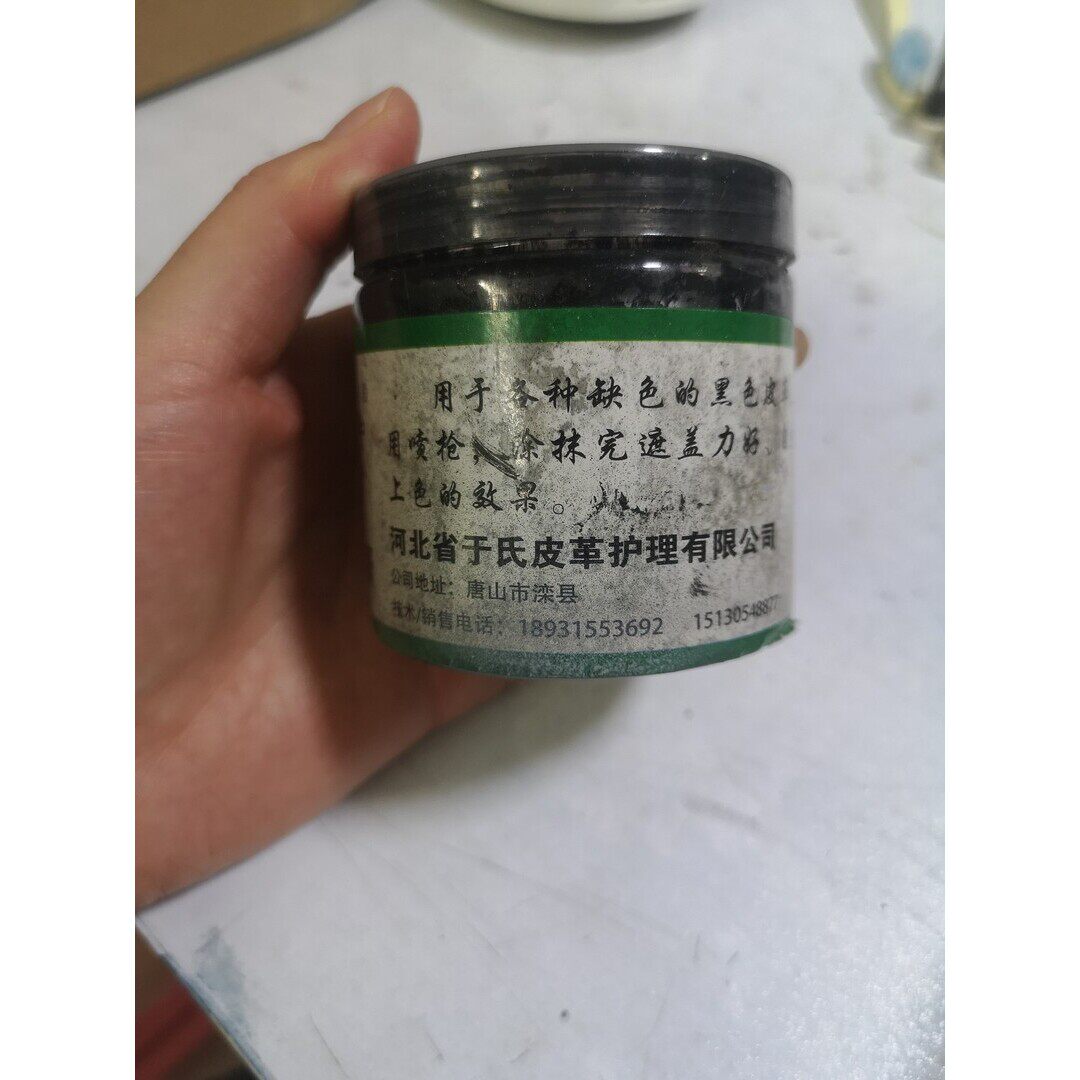 用于各种缺色的黑色皮
用喷枪、涂抹完遮盖力好、
上色的效果。
河北省于氏皮革护理有限公司
公司地址：唐山市滦县
技术/销售电话：18931553692 15130548877